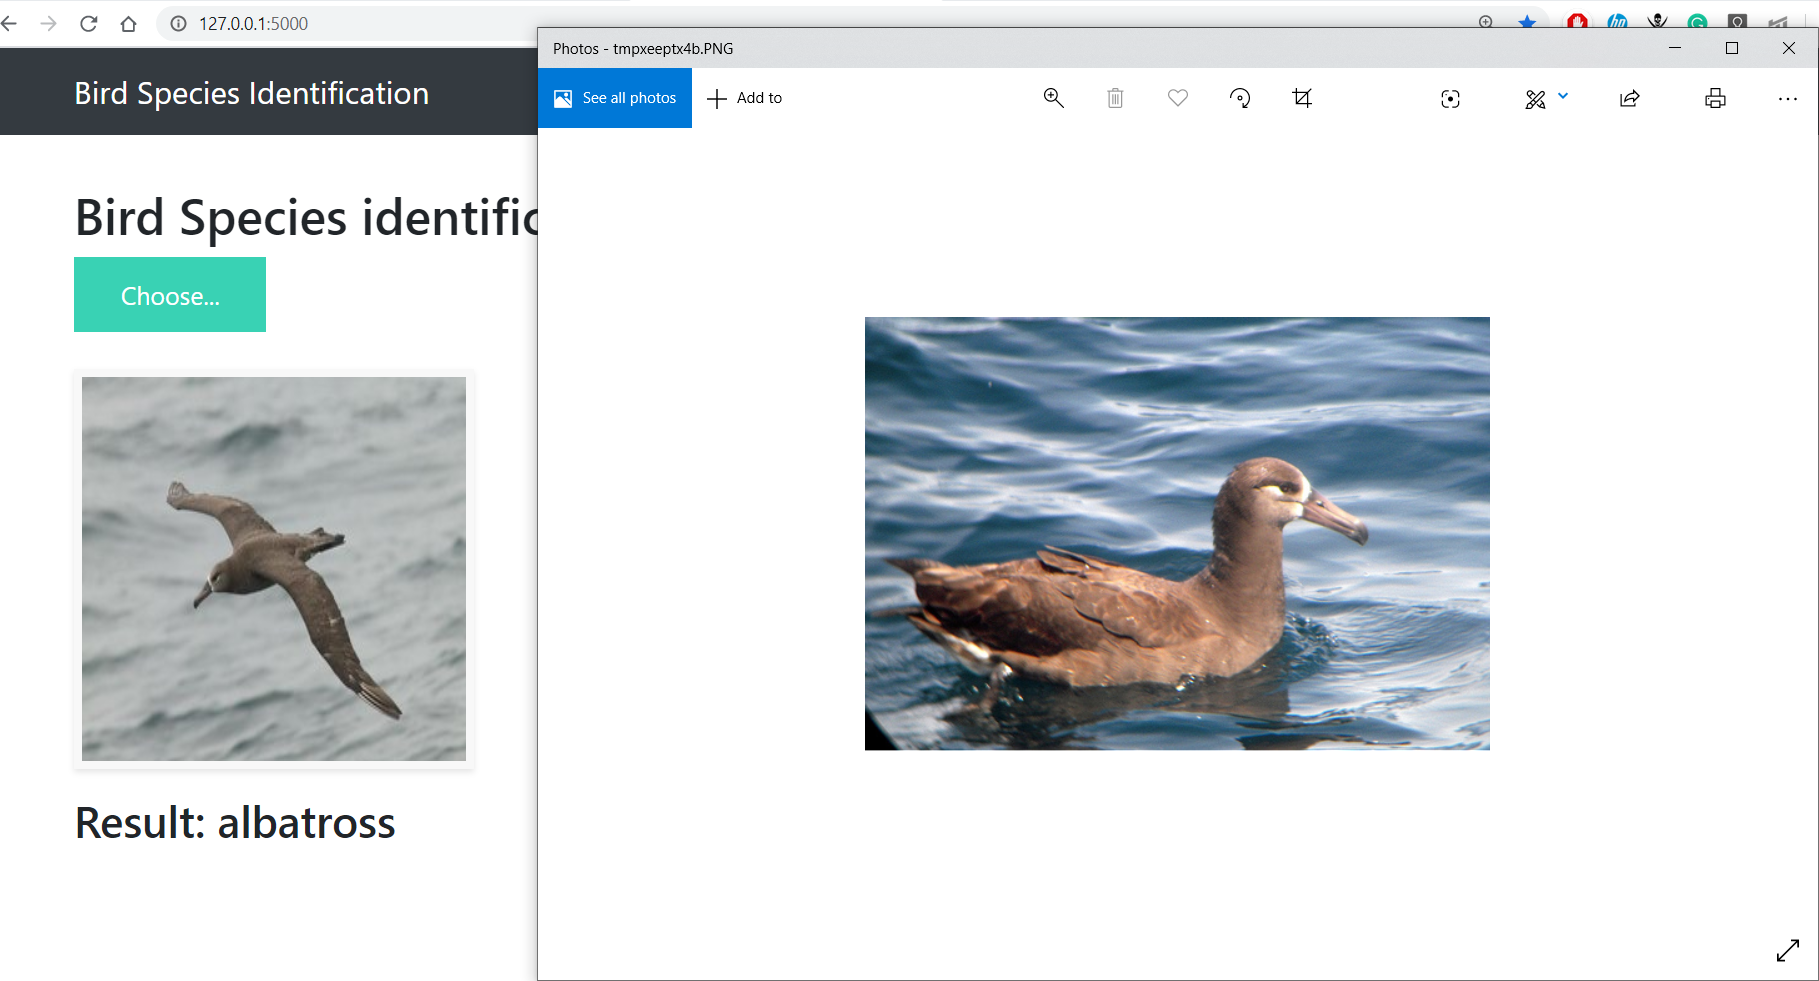 127.0.0.1:5000
Bird Species Identification
Bird Species identific
Choose...
Result: albatross
Photos - tmpxeeptx4b.PNG
See all photos
Add to
hp
G